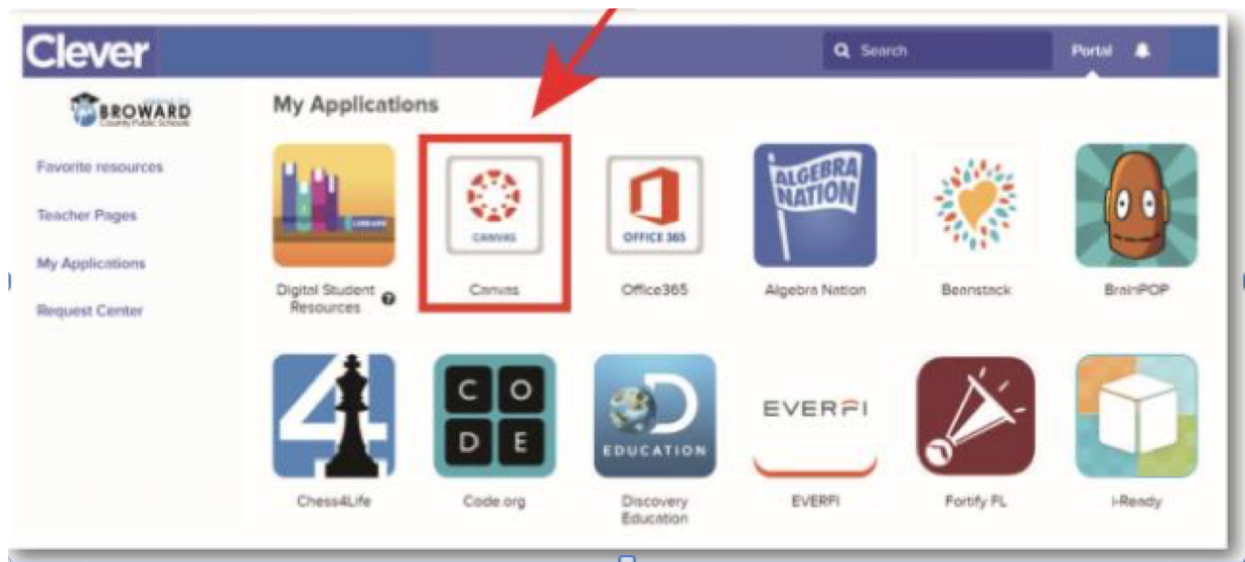 Clever
Search
Portal
BROWARD
County Public Schools
My Applications
Favorite resources
Teacher Pages
My Applications
Request Center
CANVAS
OFFICE 365
ALGEBRA
NATION
Digital Student
Resources
?
Canvas
Office365
Algebra Nation
Beanstack
BrainPOP
4
C O
D E
D
EDUCATION
EVERFI
Chess4Life
Code.org
Discovery
Education
EVERFI
Fortify FL
i-Ready